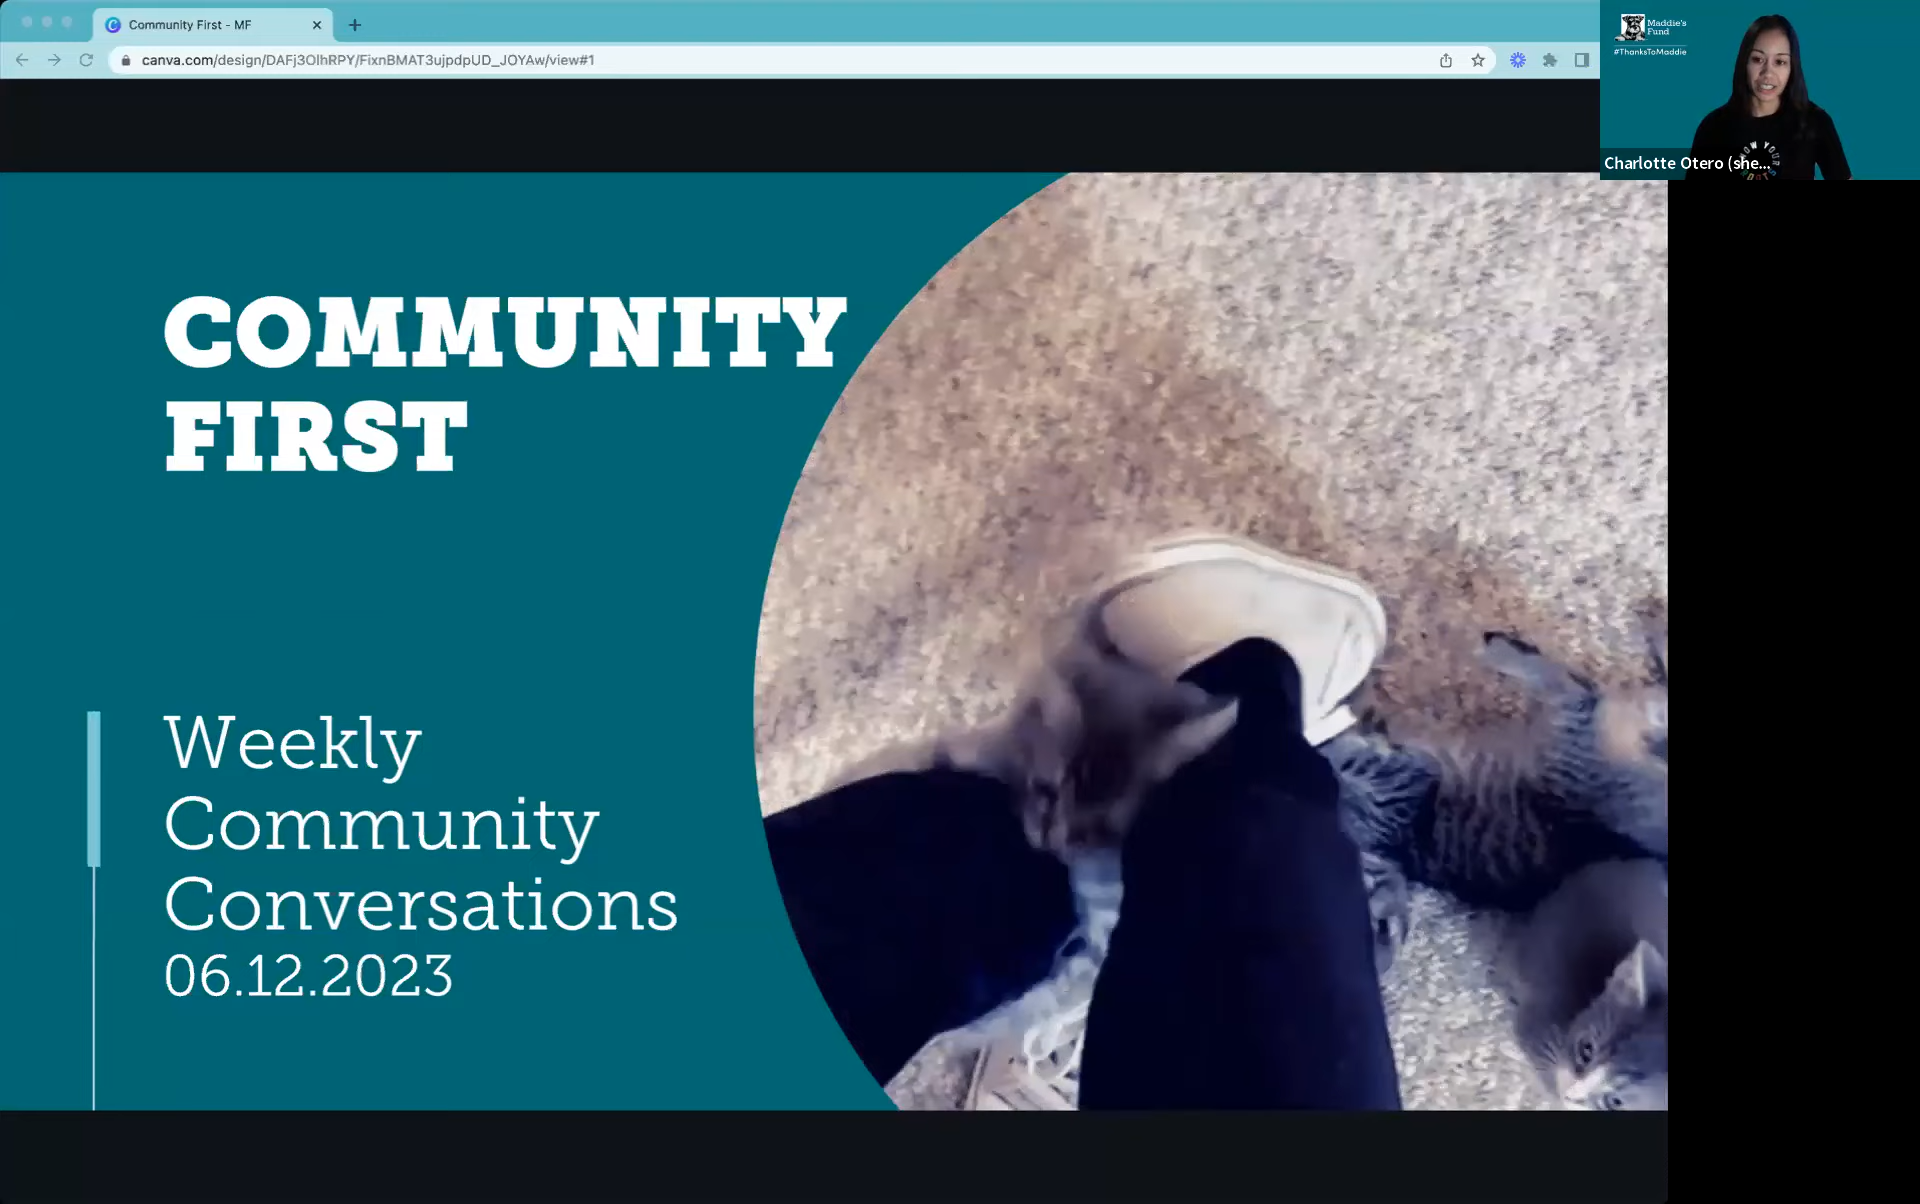 Community First - MF
canva.com/design/DAFj3OlhRPY/FixnBMAT3ujpdpUD_JOYAw/view#1
Maddie's
Fund
#ThanksToMaddie
Charlotte Otero (she...
COMMUNITY
FIRST
Weekly
Community
Conversations
06.12.2023